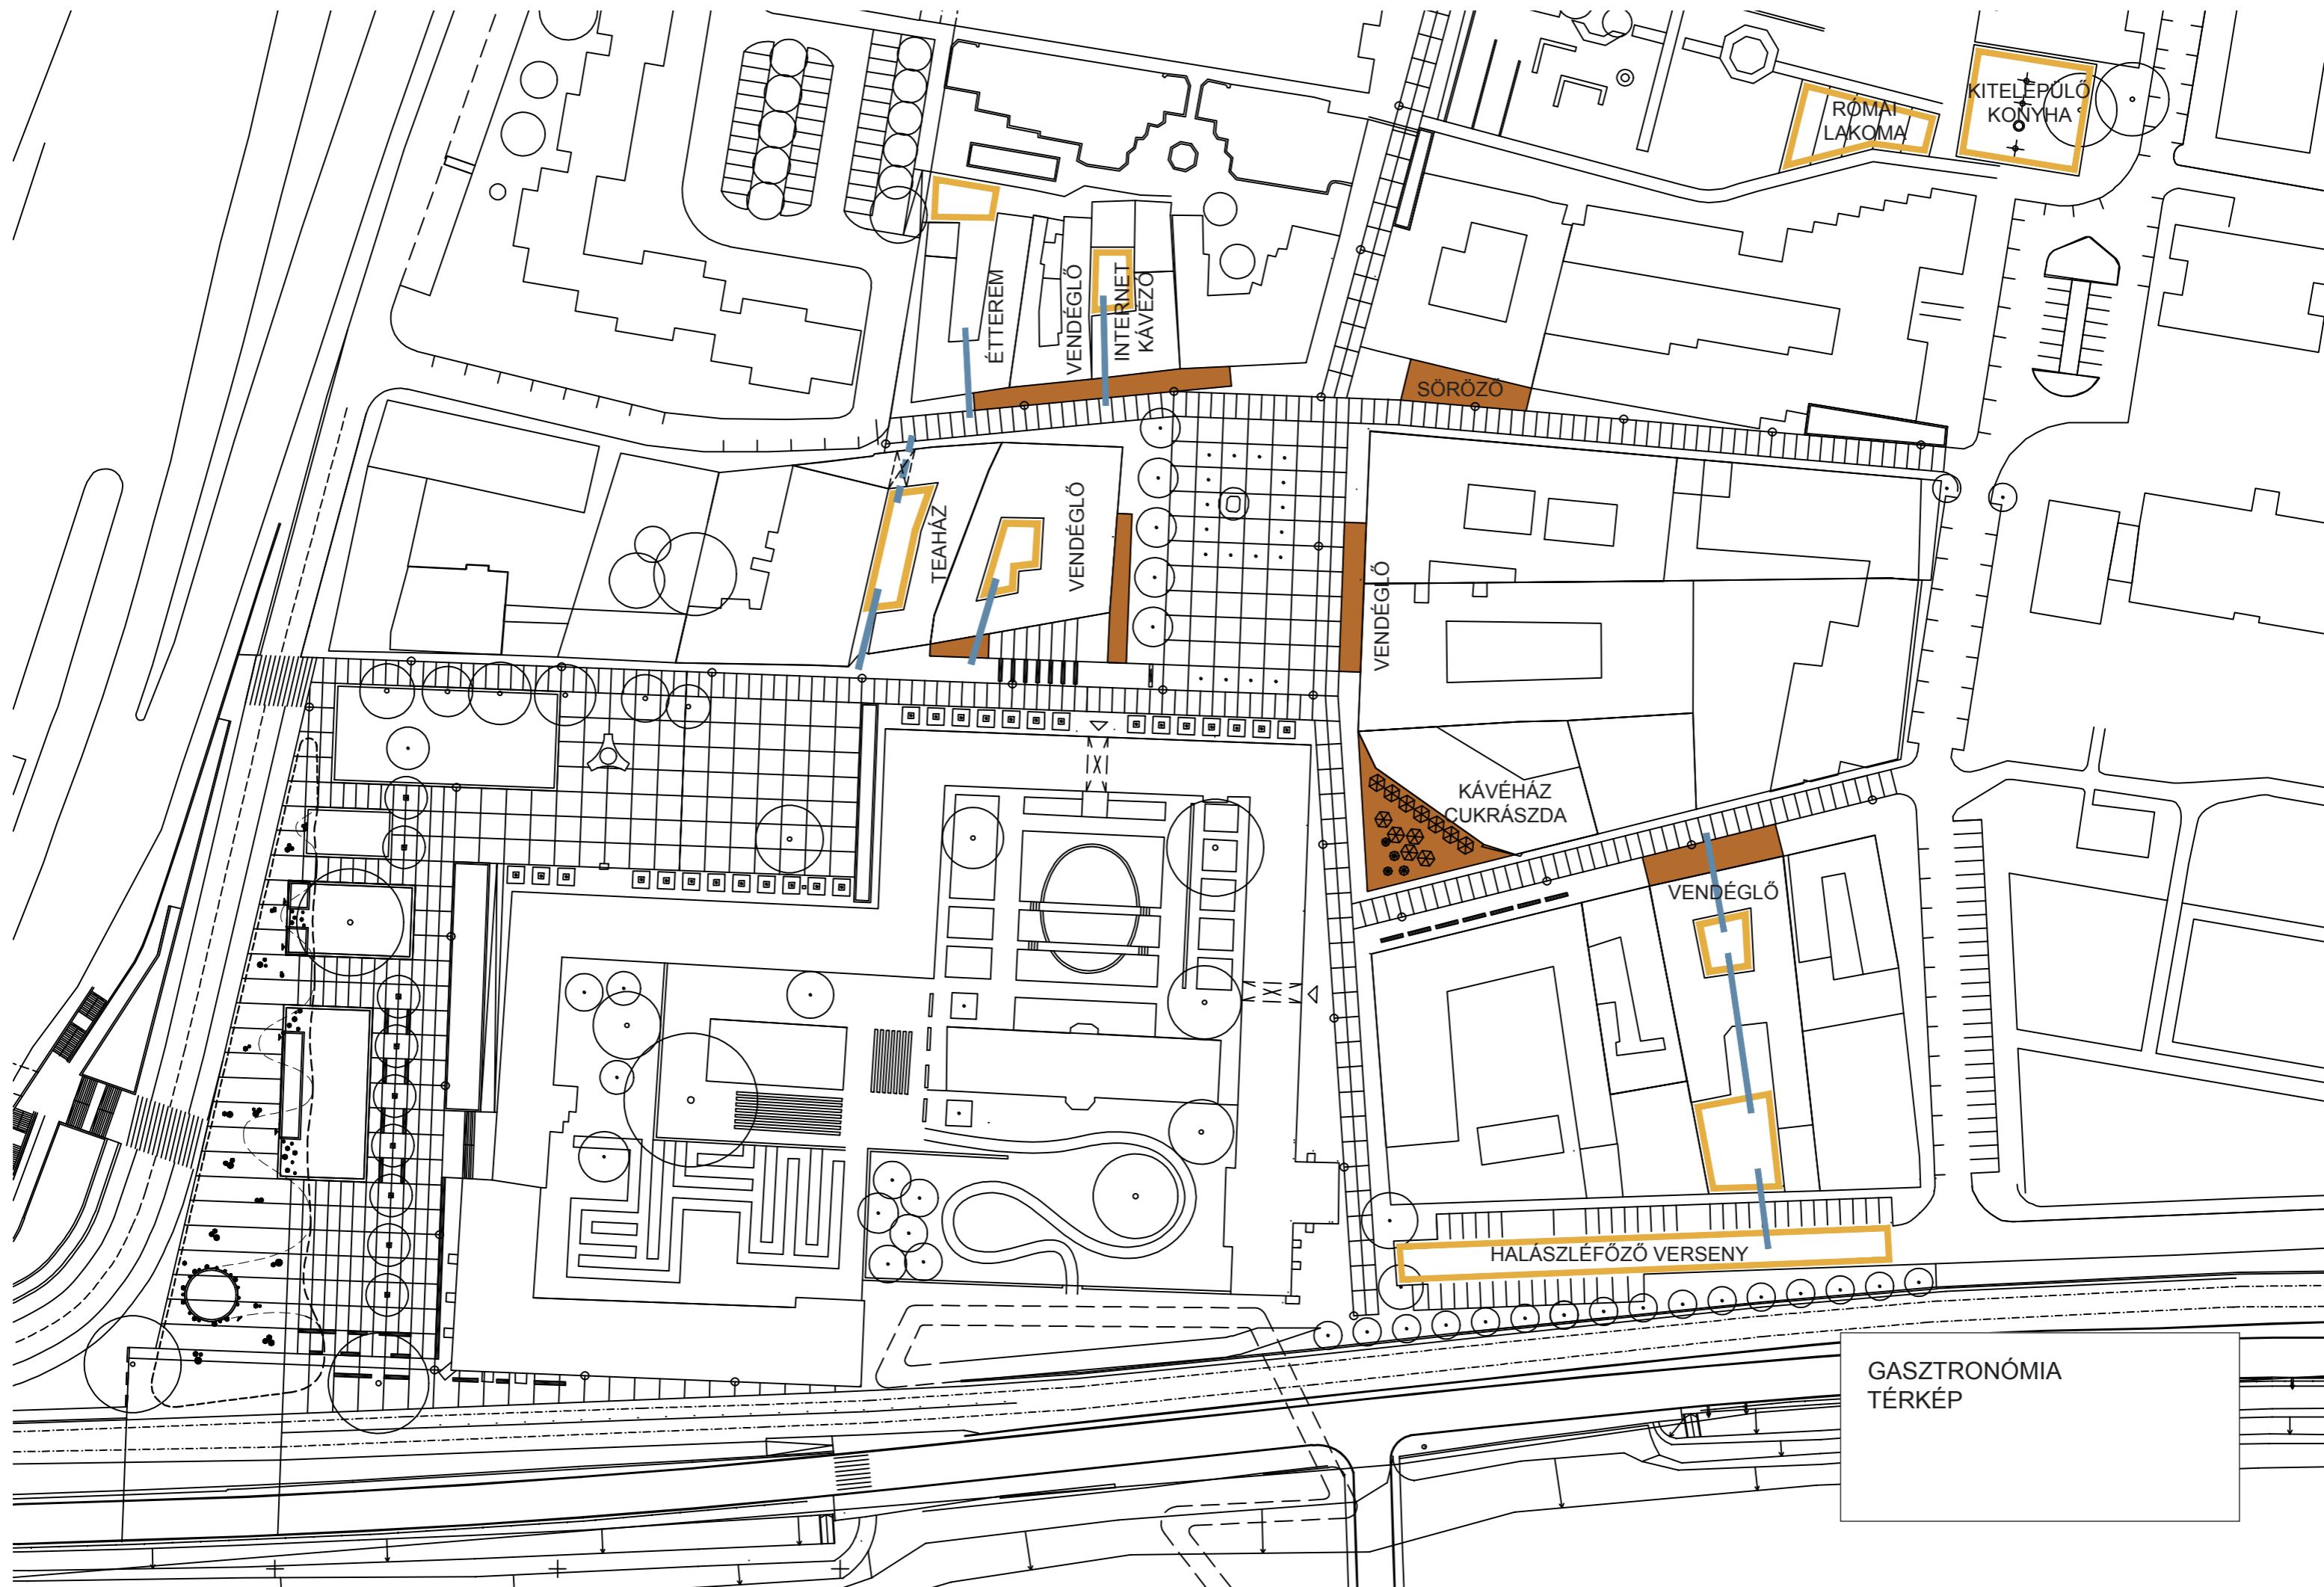 KITELEPÜLŐ
KONYHA
RÓMAI
LAKOMA
ÉTTEREM
VENDÉGLŐ
INTERNET
KÁVÉZÓ
SÖRÖZŐ
TEAHÁZ
VENDÉGLŐ
VENDÉGLŐ
KÁVÉHÁZ
CUKRÁSZDA
VENDÉGLŐ
HALÁSZLÉFŐZŐ VERSENY
GASZTRONÓMIA
TÉRKÉP